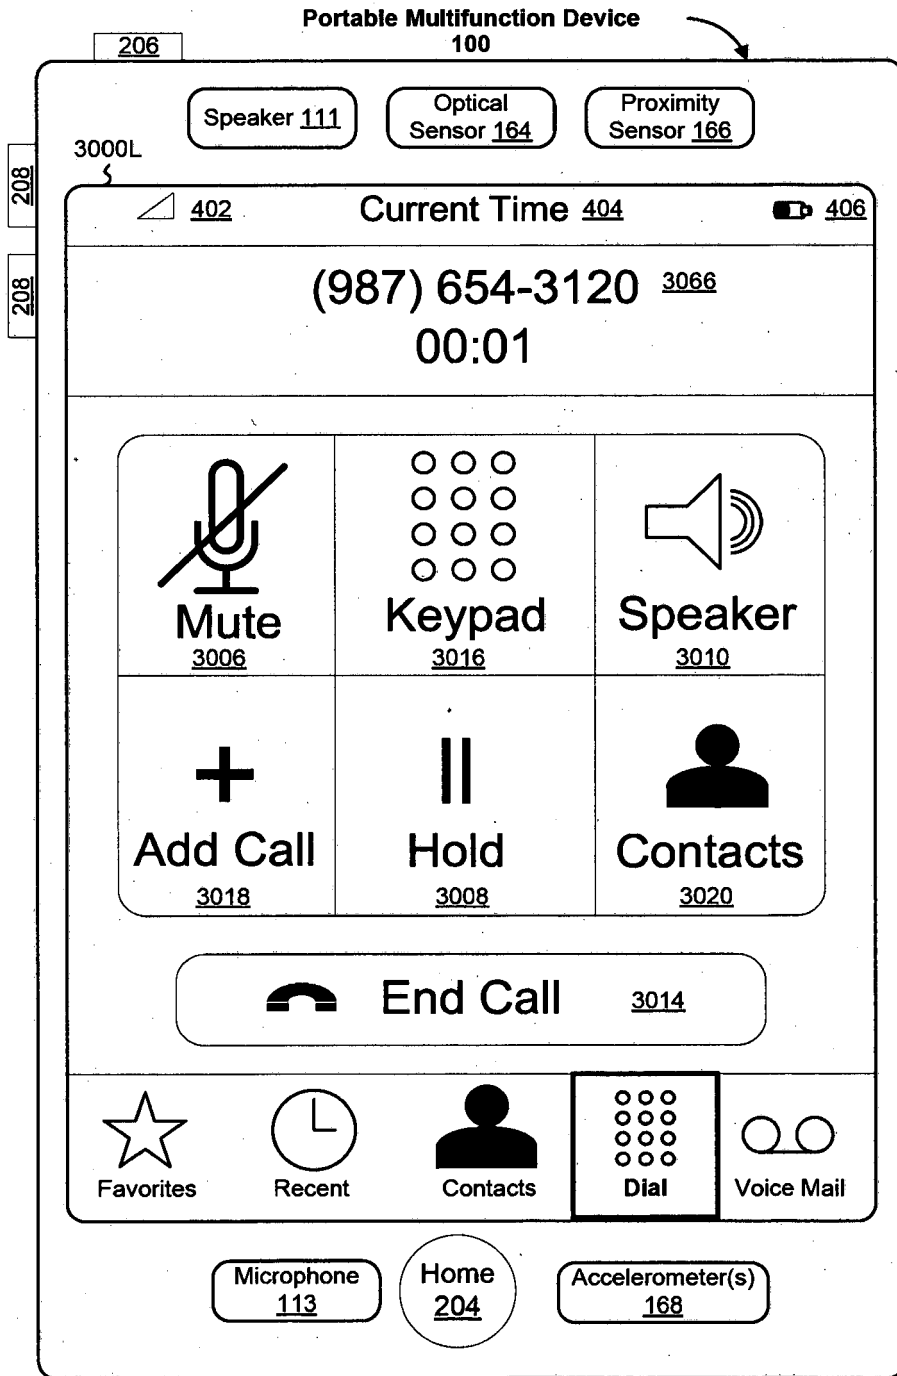 Portable Multifunction Device
100
206
Speaker 111
Optical
Sensor 164
Proximity
Sensor 166
3000L
208
208
402
Current Time 404
406
(987) 654-3120 3066
00:01
Mute
3006
Keypad
3016
Speaker
3010
Add Call
3018
Hold
3008
Contacts
3020
End Call 3014
Favorites
Recent
Contacts
Dial
Voice Mail
Microphone
113
Home
204
Accelerometer(s)
168